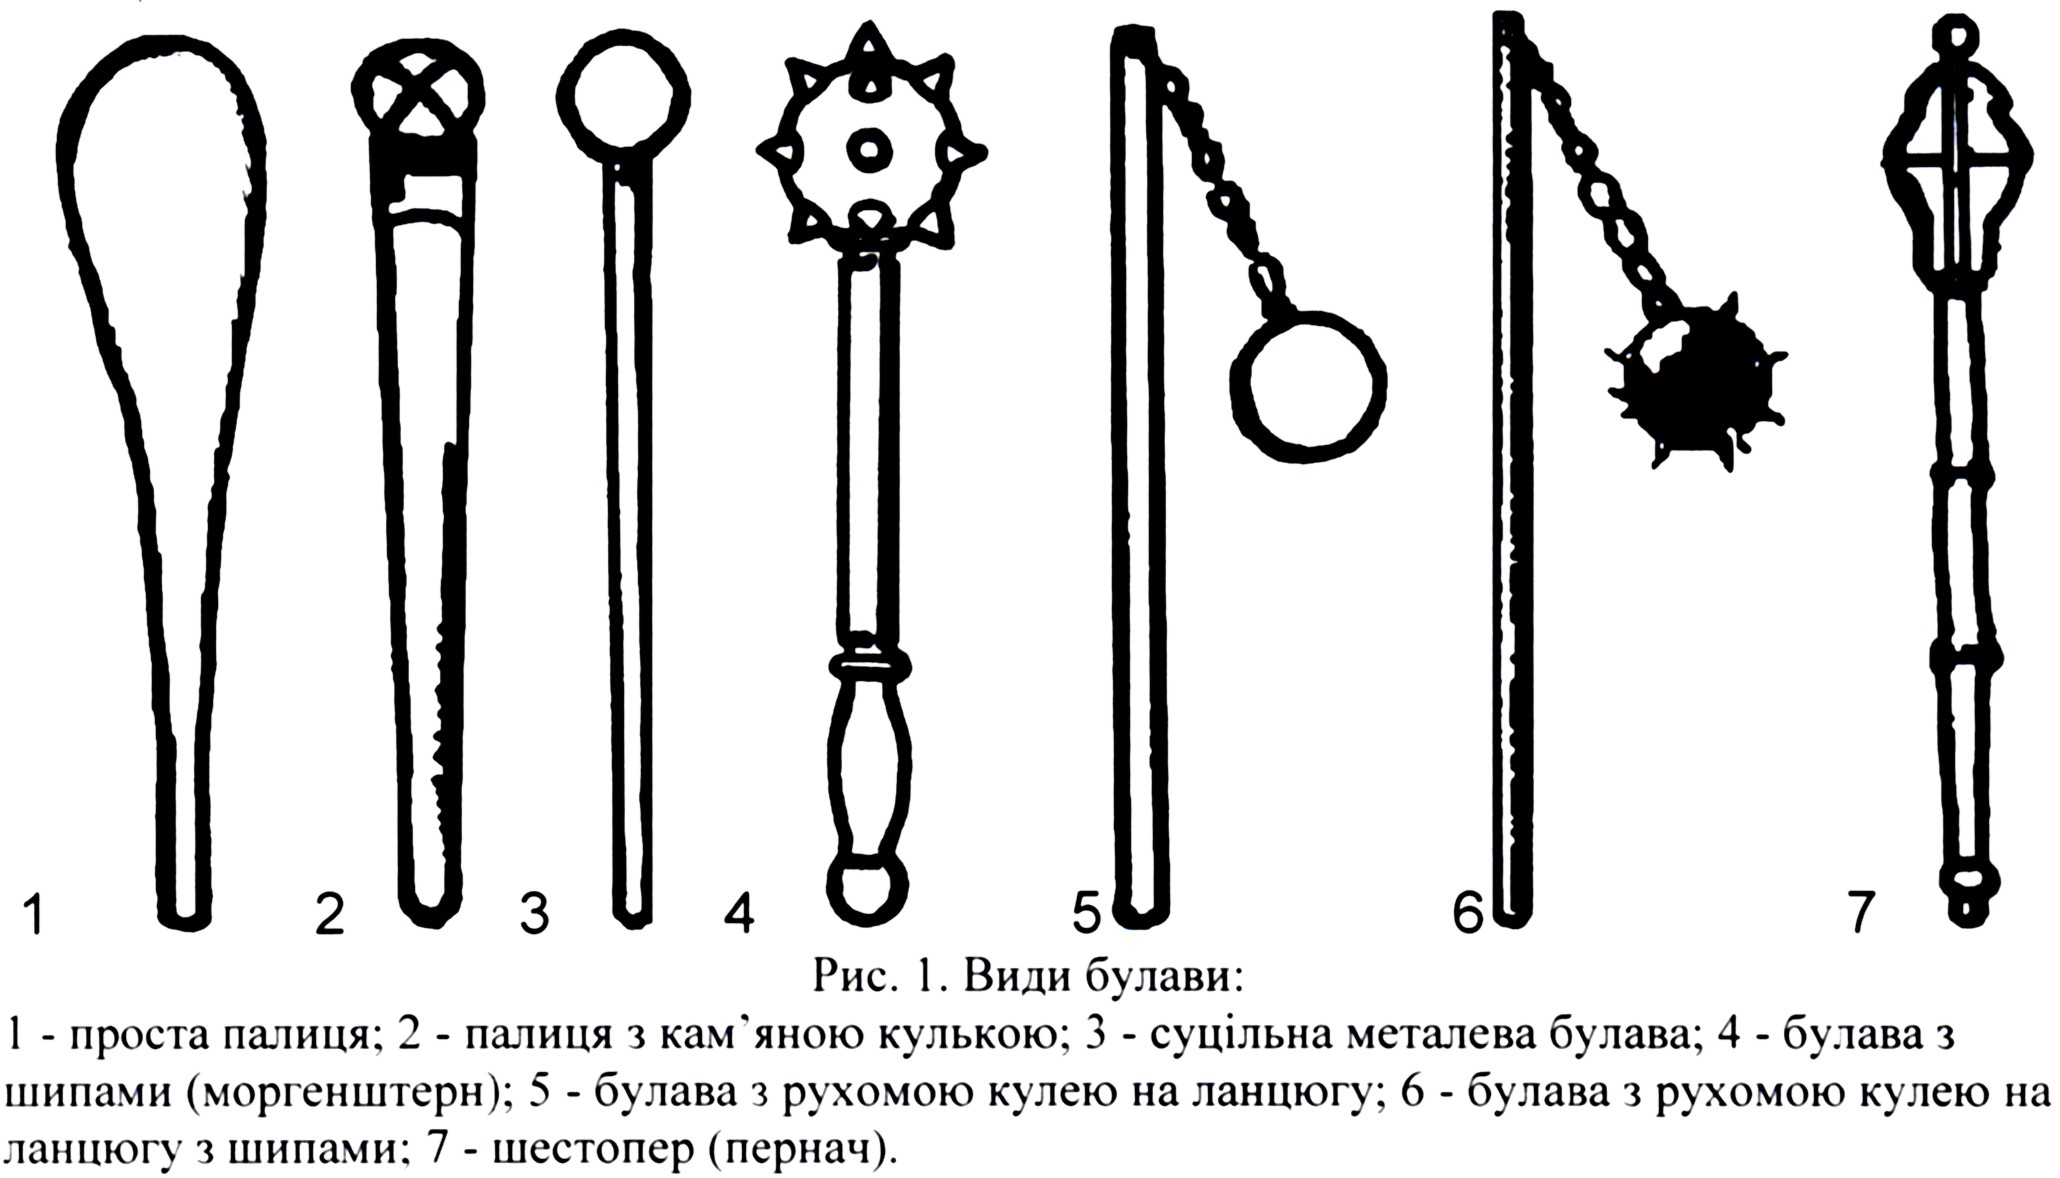 1 2 3 4 5 6 7
Рис. 1. Види булави:
1 - проста палиця; 2 - палиця з кам’яною кулькою; 3 - суцільна металева булава; 4 - булава з
шипами (моргенштерн); 5 - булава з рухомою кулею на ланцюгу; 6 - булава з рухомою кулею на
ланцюгу з шипами; 7 - шестопер (пернач).